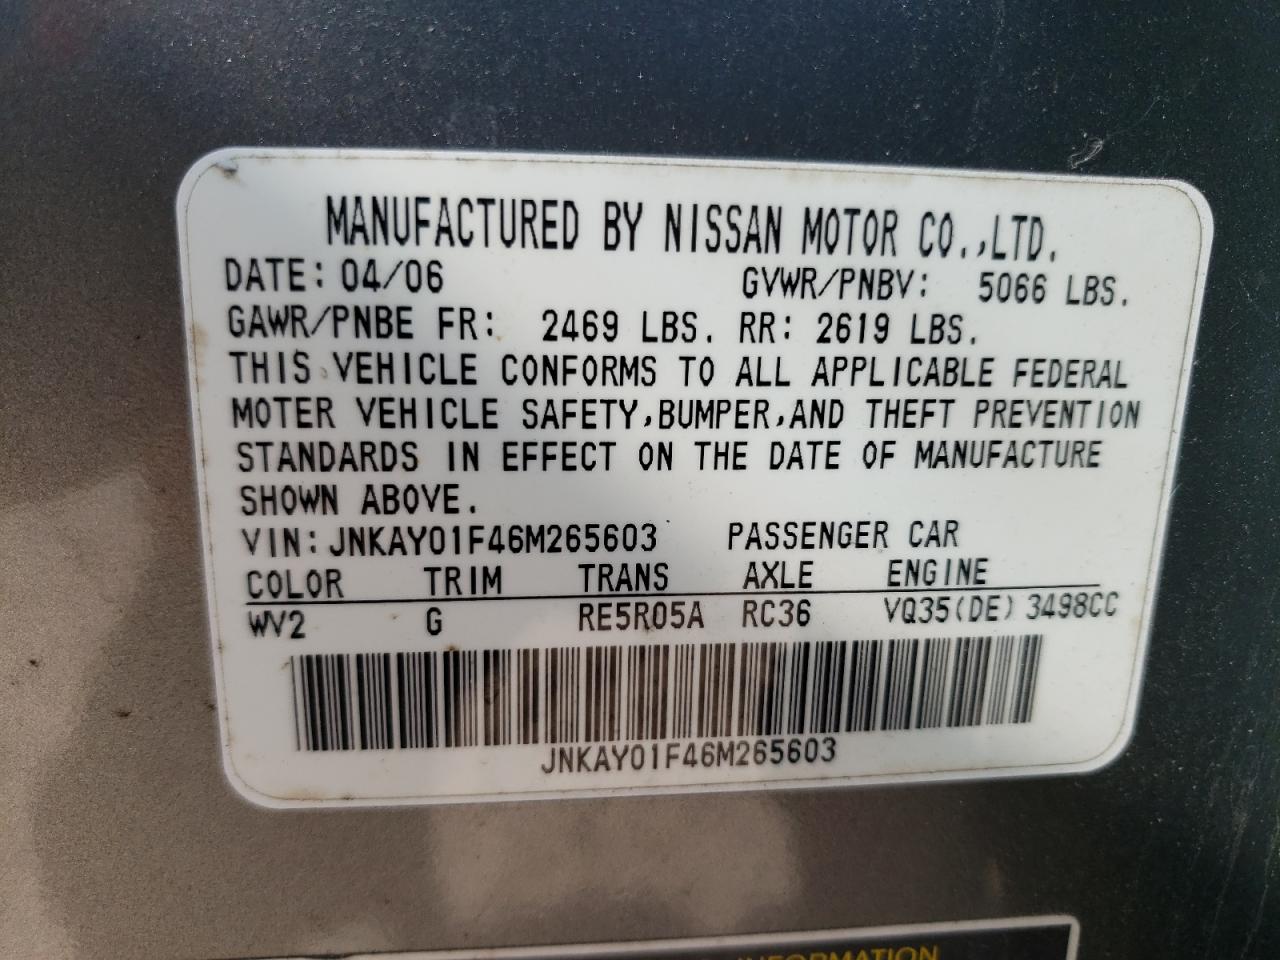 MANUFACTURED BY NISSAN MOTOR CO.,LTD.
DATE: 04/06 GVWR/PNBV: 5066 LBS.
GAWR/PNBE FR: 2469 LBS. RR: 2619 LBS.
THIS VEHICLE CONFORMS TO ALL APPLICABLE FEDERAL
MOTER VEHICLE SAFETY,BUMPER,AND THEFT PREVENTION
STANDARDS IN EFFECT ON THE DATE OF MANUFACTURE
SHOWN ABOVE.
VIN: JNKAY01F46M265603 PASSENGER CAR
COLOR TRIM TRANS AXLE ENGINE
WV2 G RE5R05A RC36 VQ35(DE) 3498CC
JNKAY01F46M265603
INFORMATION